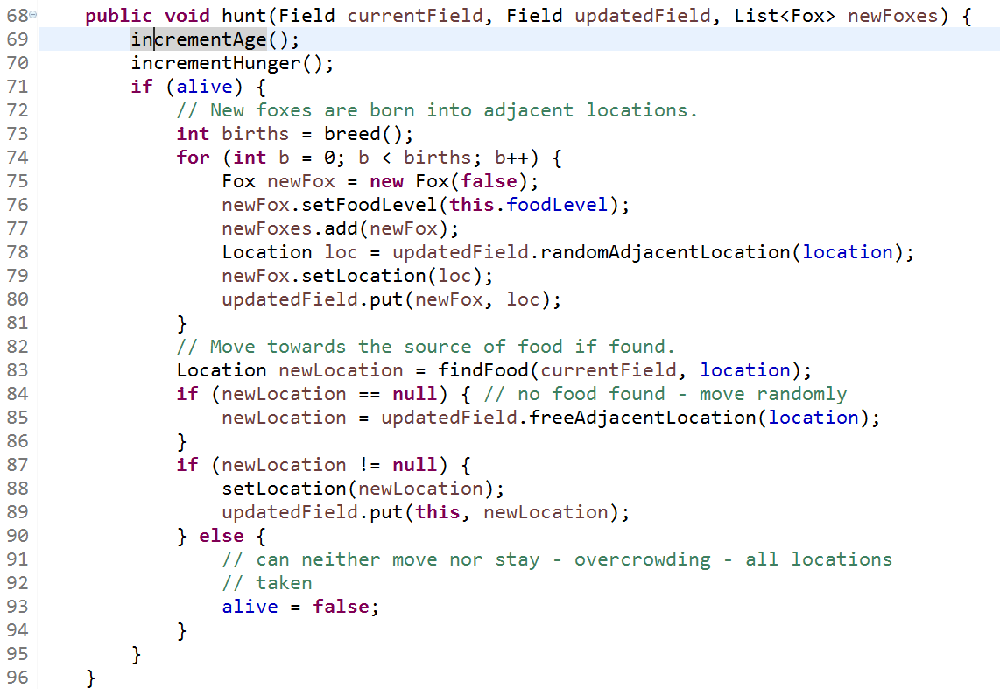 68 public void hunt(Field currentField, Field updatedField, List<Fox> newFoxes) {
69 incrementAge();
70 incrementHunger();
71 if (alive) {
72 // New foxes are born into adjacent locations.
73 int births = breed();
74 for (int b = 0; b < births; b++) {
75 Fox newFox = new Fox(false);
76 newFox.setFoodLevel(this.foodLevel);
77 newFoxes.add(newFox);
78 Location loc = updatedField.randomAdjacentLocation(location);
79 newFox.setLocation(loc);
80 updatedField.put(newFox, loc);
81 }
82 // Move towards the source of food if found.
83 Location newLocation = findFood(currentField, location);
84 if (newLocation == null) { // no food found - move randomly
85 newLocation = updatedField.freeAdjacentLocation(location);
86 }
87 if (newLocation != null) {
88 setLocation(newLocation);
89 updatedField.put(this, newLocation);
90 } else {
91 // can neither move nor stay - overcrowding - all locations
92 // taken
93 alive = false;
94 }
95 }
96 }